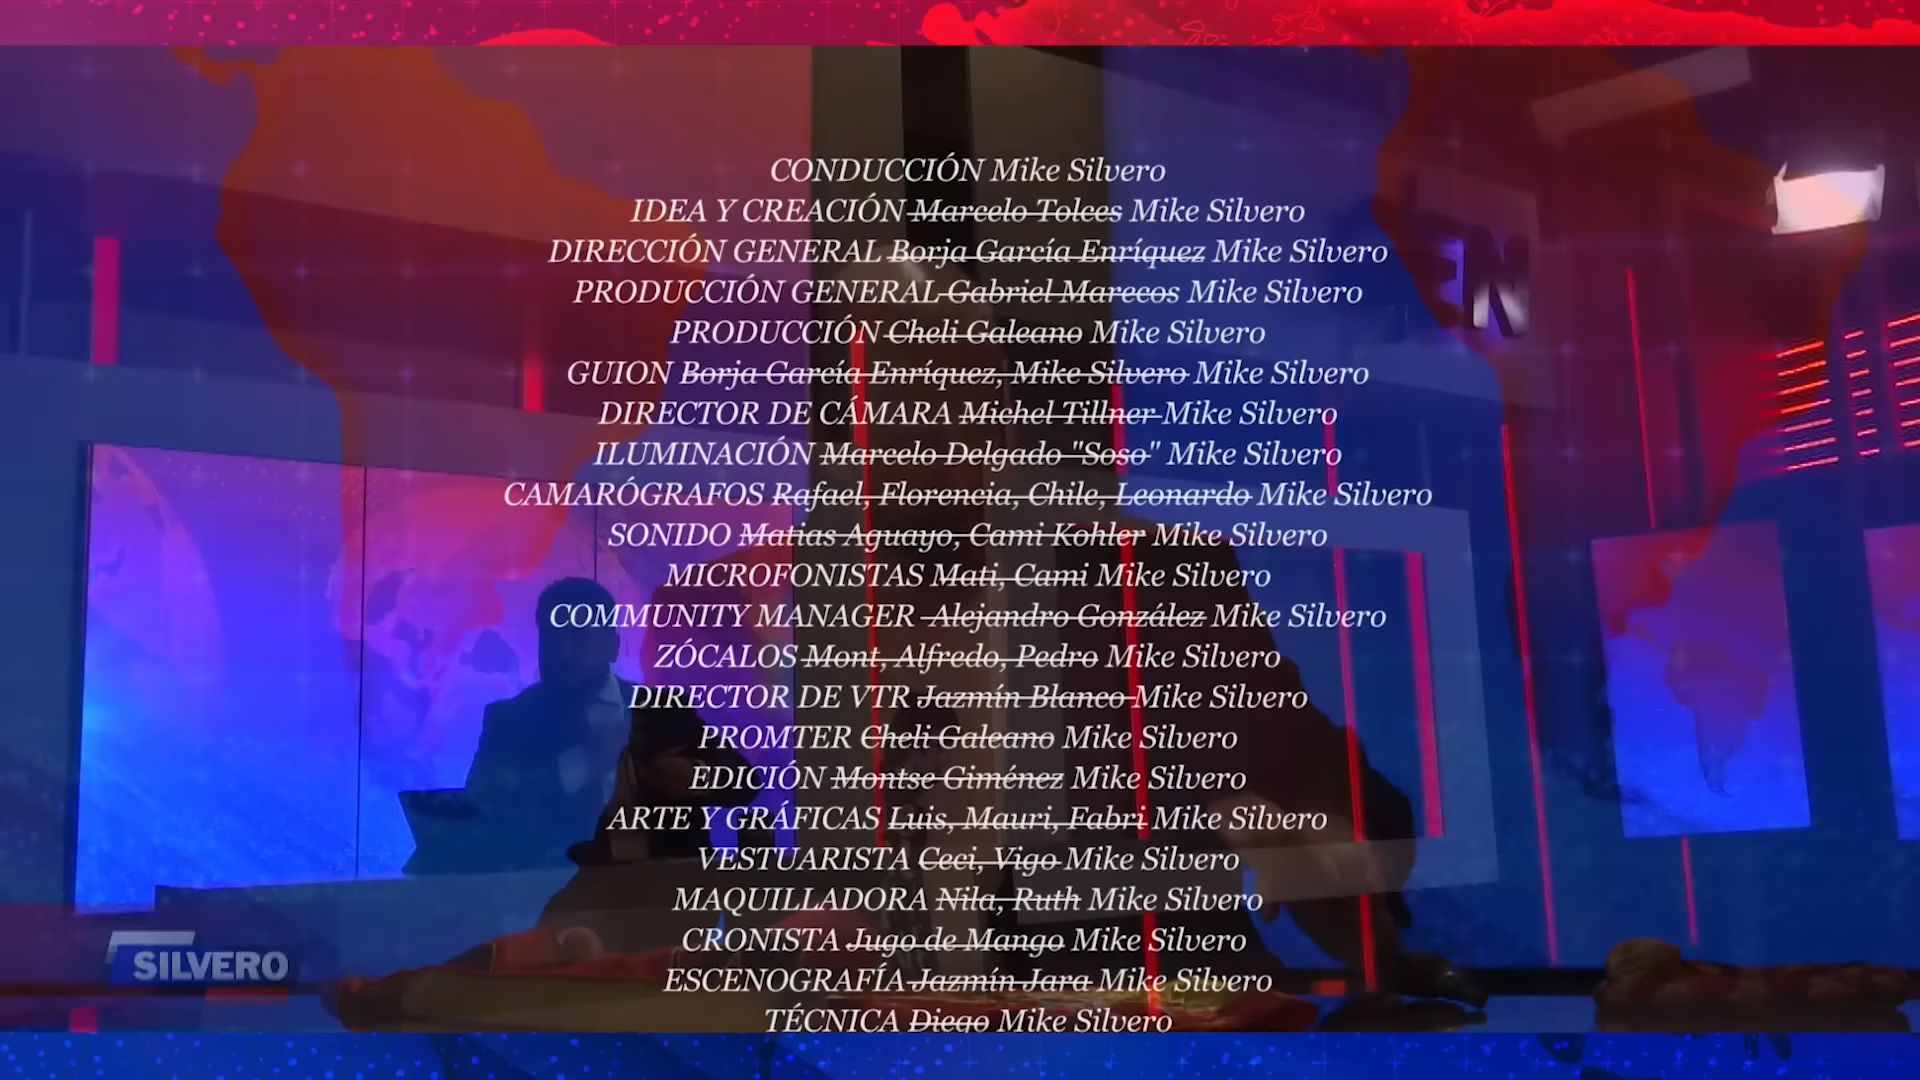 CONDUCCIÓN Mike Silvero
IDEA Y CREACIÓN Marcelo Tolces Mike Silvero
DIRECCIÓN GENERAL Borja García Enríquez Mike Silvero
PRODUCCIÓN GENERAL Gabriel Marecos Mike Silvero
PRODUCCIÓN Cheli Galeano Mike Silvero
GUION Borja García Enríquez, Mike Silvero Mike Silvero
DIRECTOR DE CÁMARA Michel Tillner Mike Silvero
ILUMINACIÓN Marcelo Delgado "Soso" Mike Silvero
CAMARÓGRAFOS Rafael, Florencia, Chile, Leonardo Mike Silvero
SONIDO Matias Aguayo, Cami Kohler Mike Silvero
MICROFONISTAS Mati, Cami Mike Silvero
COMMUNITY MANAGER Alejandro González Mike Silvero
ZÓCALOS Mont, Alfredo, Pedro Mike Silvero
DIRECTOR DE VTR Jazmín Blanco Mike Silvero
PROMTER Cheli Galeano Mike Silvero
EDICIÓN Montse Giménez Mike Silvero
ARTE Y GRÁFICAS Luis, Mauri, Fabri Mike Silvero
VESTUARISTA Ceci, Vigo Mike Silvero
MAQUILLADORA Nila, Ruth Mike Silvero
CRONISTA Jugo de Mango Mike Silvero
ESCENOGRAFÍA Jazmín Jara Mike Silvero
TÉCNICA Diego Mike Silvero
SILVERO
EN